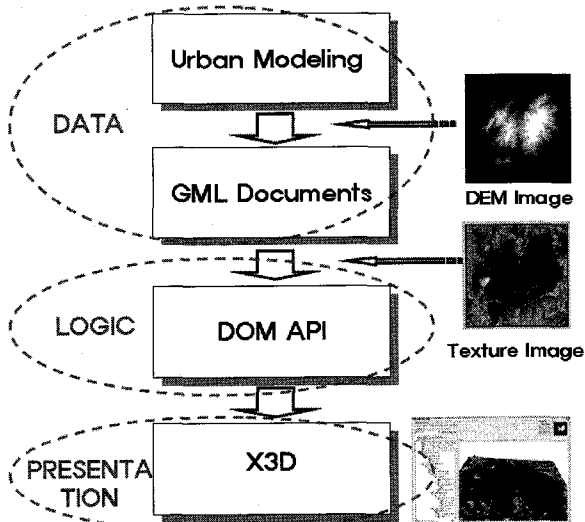 Urban Modeling
DATA
GML Documents
DEM Image
LOGIC
DOM API
Texture Image
X3D
PRESENTA
TION